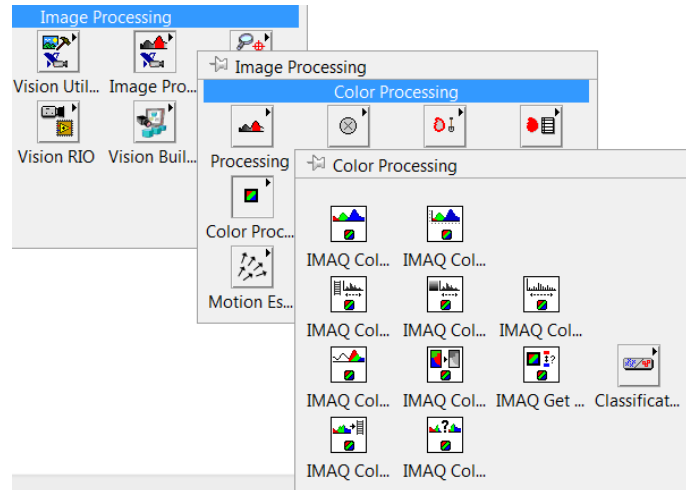 Image Processing
Vision Util... Image Pro...
Vision RIO Vision Buil...
Image Processing
Color Processing
Processing
Color Proc...
Motion Es...
Color Processing
IMAQ Col... IMAQ Col...
IMAQ Col... IMAQ Col... IMAQ Col...
IMAQ Col... IMAQ Col... IMAQ Get ... Classificat...
IMAQ Col... IMAQ Col...